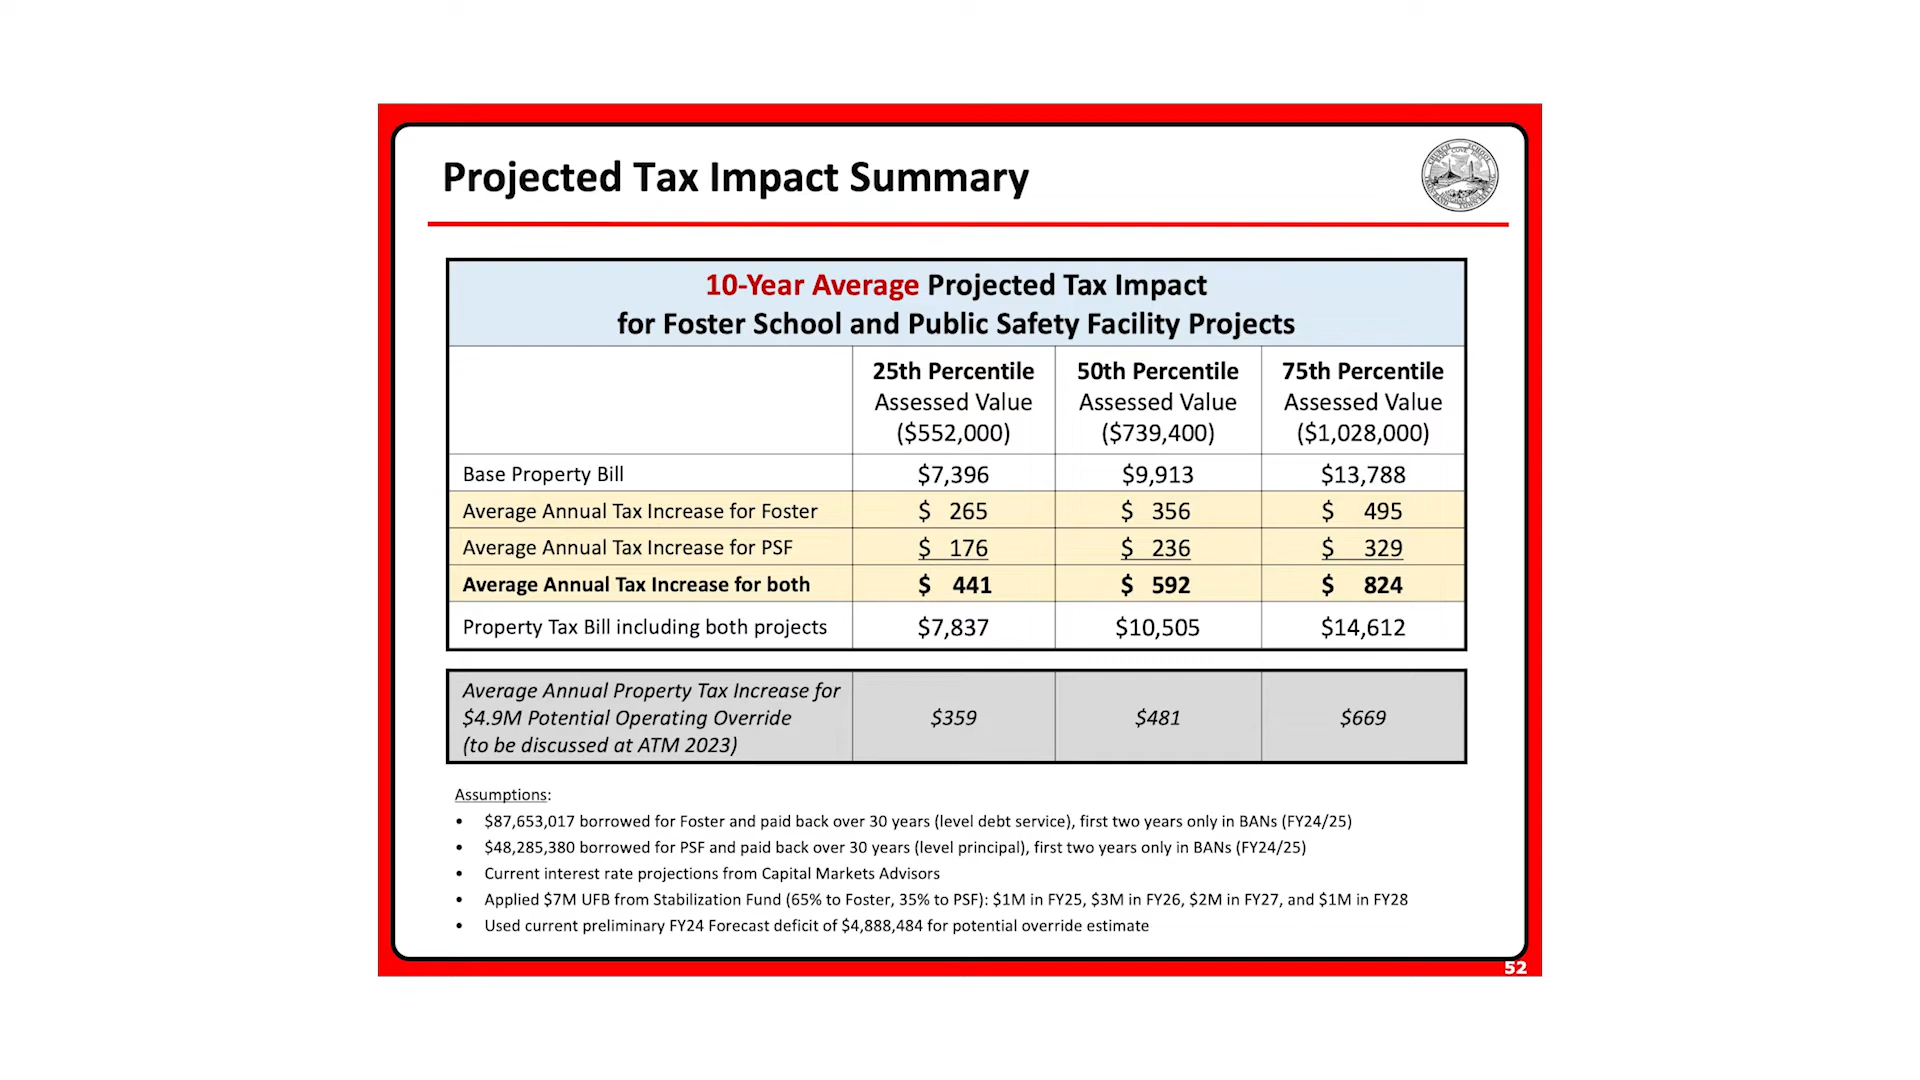 Projected Tax Impact Summary
10-Year Average Projected Tax Impact
for Foster School and Public Safety Facility Projects
25th Percentile Assessed Value ($552,000)
50th Percentile Assessed Value ($739,400)
75th Percentile Assessed Value ($1,028,000)
Base Property Bill $7,396 $9,913 $13,788
Average Annual Tax Increase for Foster $ 265 $ 356 $ 495
Average Annual Tax Increase for PSF $ 176 $ 236 $ 329
Average Annual Tax Increase for both $ 441 $ 592 $ 824
Property Tax Bill including both projects $7,837 $10,505 $14,612
Average Annual Property Tax Increase for
$4.9M Potential Operating Override $359 $481 $669
(to be discussed at ATM 2023)
Assumptions:
• $87,653,017 borrowed for Foster and paid back over 30 years (level debt service), first two years only in BANs (FY24/25)
• $48,285,380 borrowed for PSF and paid back over 30 years (level principal), first two years only in BANs (FY24/25)
• Current interest rate projections from Capital Markets Advisors
• Applied $7M UFB from Stabilization Fund (65% to Foster, 35% to PSF): $1M in FY25, $3M in FY26, $2M in FY27, and $1M in FY28
• Used current preliminary FY24 Forecast deficit of $4,888,484 for potential override estimate
52